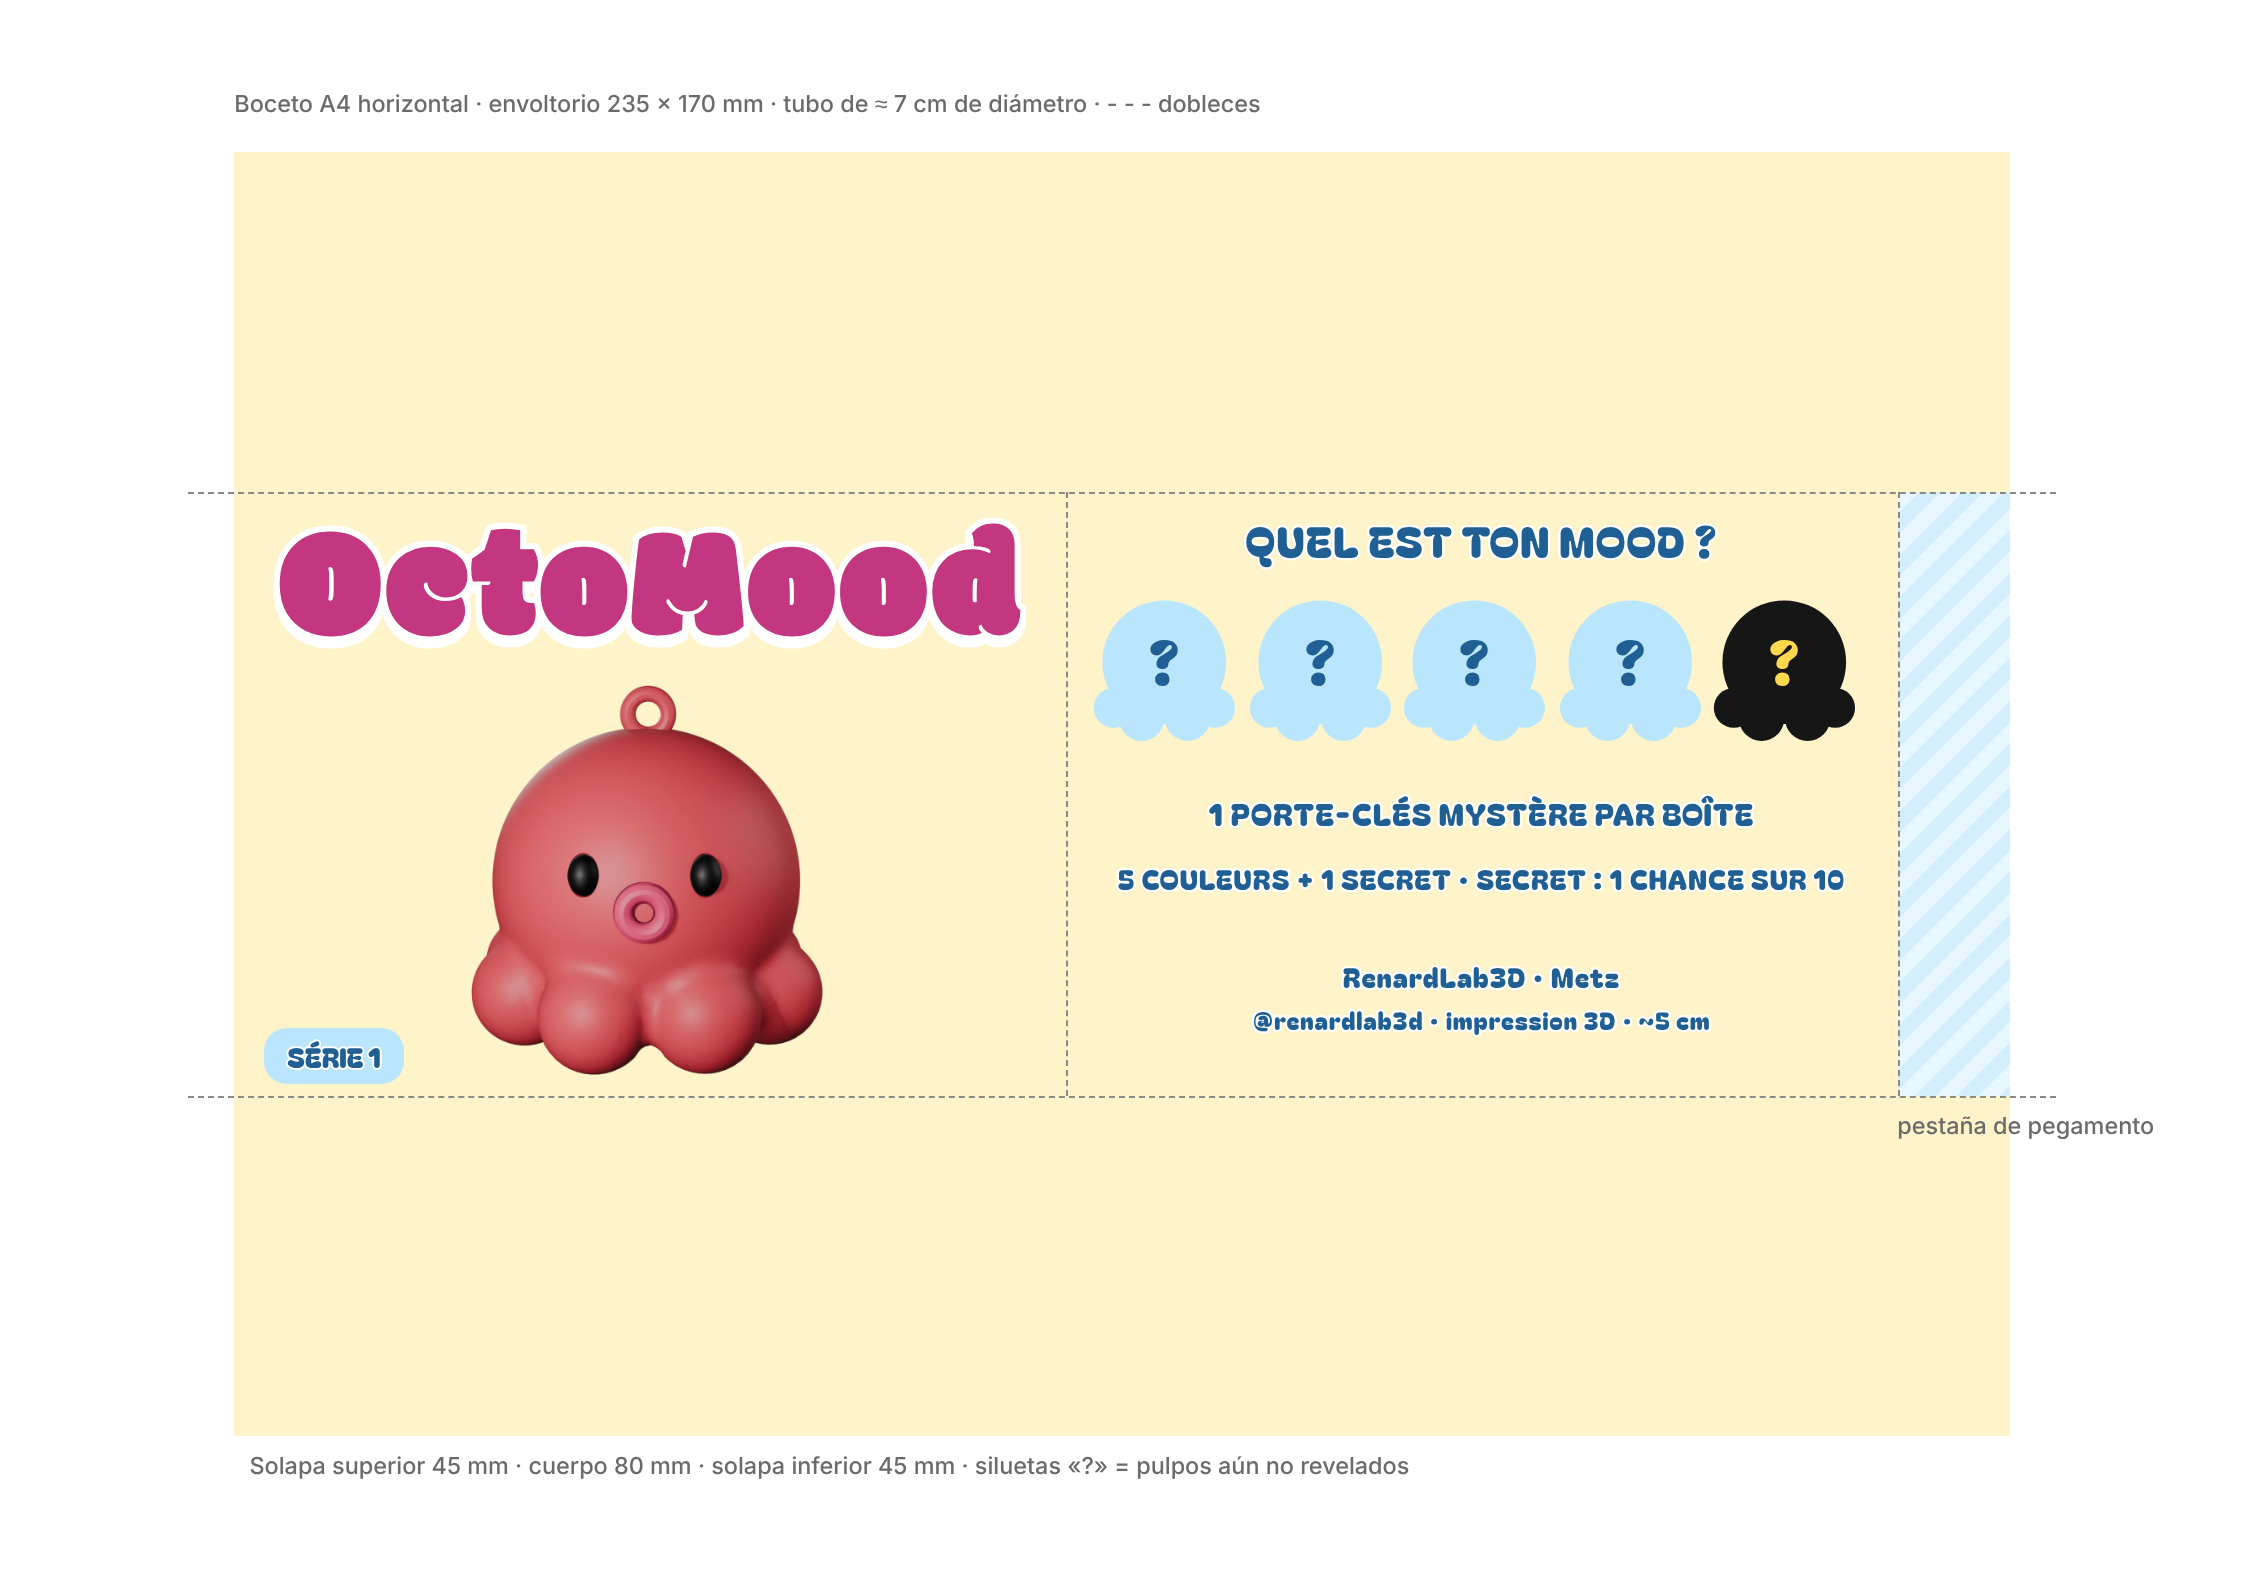 Boceto A4 horizontal · envoltorio 235 × 170 mm · tubo de ≈ 7 cm de diámetro · - - - dobleces
OctoMood
SÉRIE 1
QUEL EST TON MOOD ?
? ? ? ? ?
1 PORTE-CLÉS MYSTÈRE PAR BOÎTE
5 COULEURS + 1 SECRET · SECRET : 1 CHANCE SUR 10
RenardLab3D · Metz
@renardlab3d · impression 3D · ~5 cm
pestaña de pegamento
Solapa superior 45 mm · cuerpo 80 mm · solapa inferior 45 mm · siluetas «?» = pulpos aún no revelados